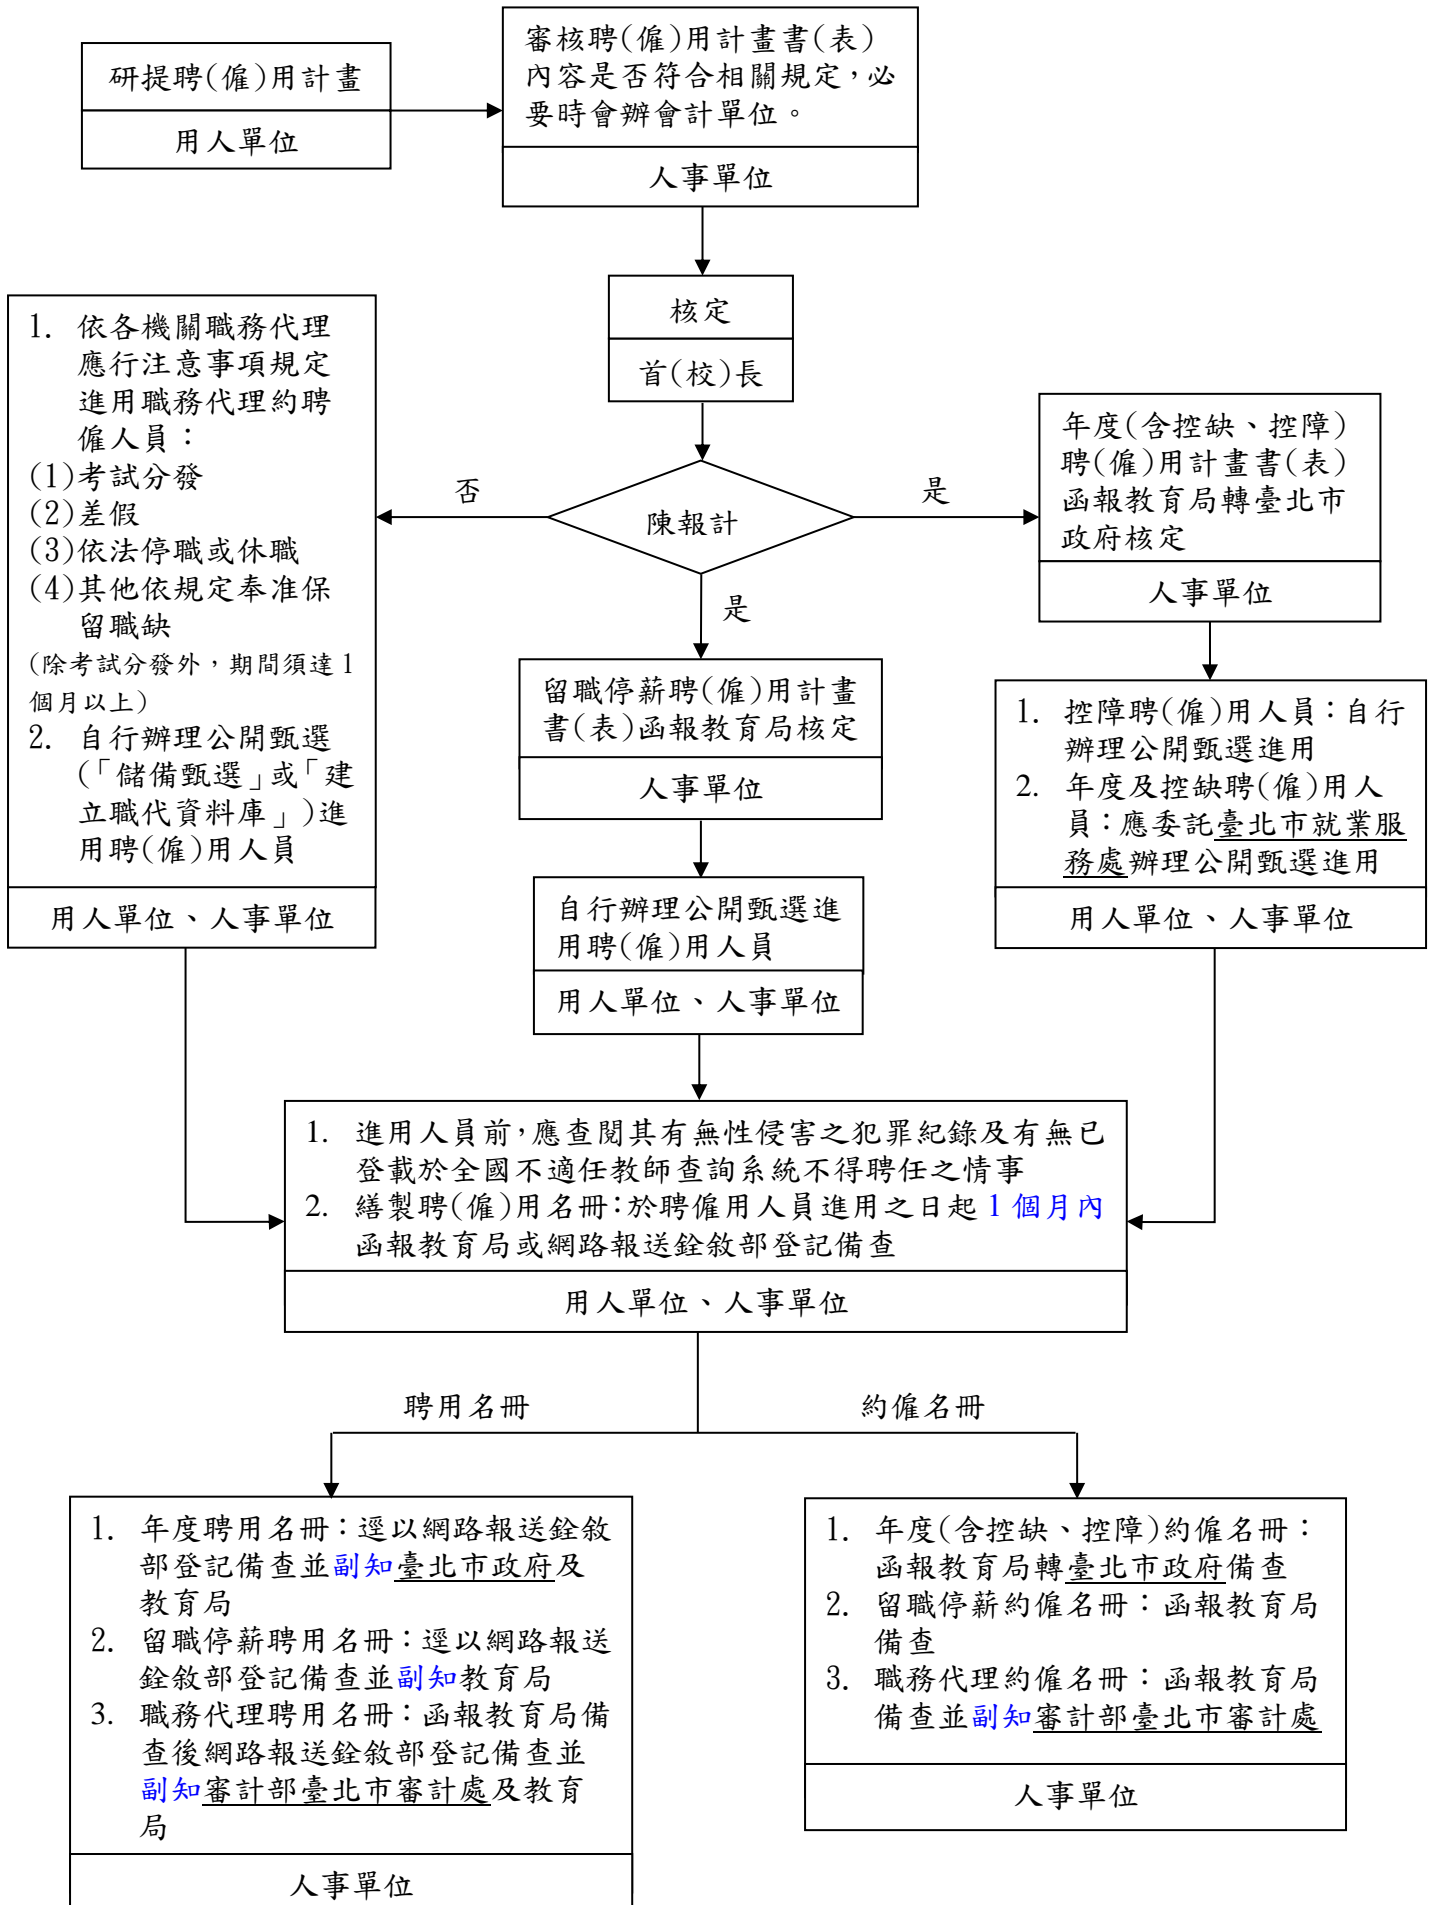 研提聘(僱)用計畫
用人單位
審核聘(僱)用計畫書(表)
內容是否符合相關規定，必
要時會辦會計單位。
人事單位
核定
首(校)長
陳報計
否
是
是
1. 依各機關職務代理
應行注意事項規定
進用職務代理約聘
僱人員：
(1)考試分發
(2)差假
(3)依法停職或休職
(4)其他依規定奉准保
留職缺
(除考試分發外，期間須達 1
個月以上)
2. 自行辦理公開甄選
(「儲備甄選」或「建
立職代資料庫」)進
用聘(僱)用人員
用人單位、人事單位
留職停薪聘(僱)用計畫
書(表)函報教育局核定
人事單位
自行辦理公開甄選進
用聘(僱)用人員
用人單位、人事單位
年度(含控缺、控障)
聘(僱)用計畫書(表)
函報教育局轉臺北市
政府核定
人事單位
1. 控障聘(僱)用人員：自行
辦理公開甄選進用
2. 年度及控缺聘(僱)用人
員：應委託臺北市就業服
務處辦理公開甄選進用
用人單位、人事單位
1. 進用人員前，應查閱其有無性侵害之犯罪紀錄及有無已
登載於全國不適任教師查詢系統不得聘任之情事
2. 繕製聘(僱)用名冊：於聘僱用人員進用之日起 1 個月內
函報教育局或網路報送銓敘部登記備查
用人單位、人事單位
聘用名冊
約僱名冊
1. 年度聘用名冊：逕以網路報送銓敘
部登記備查並副知臺北市政府及
教育局
2. 留職停薪聘用名冊：逕以網路報送
銓敘部登記備查並副知教育局
3. 職務代理聘用名冊：函報教育局備
查後網路報送銓敘部登記備查並
副知審計部臺北市審計處及教育
局
人事單位
1. 年度(含控缺、控障)約僱名冊：
函報教育局轉臺北市政府備查
2. 留職停薪約僱名冊：函報教育局
備查
3. 職務代理約僱名冊：函報教育局
備查並副知審計部臺北市審計處
人事單位